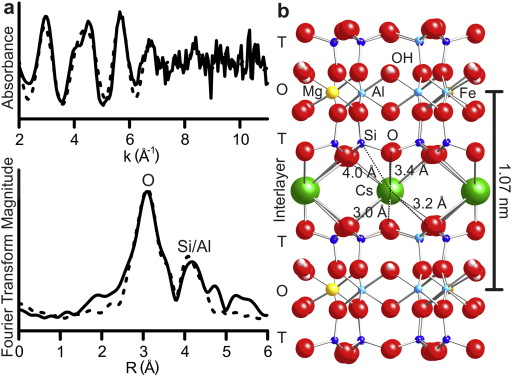 a
Absorbance
2 4 6 8 10
k (Å⁻¹)
Fourier Transform Magnitude
O
Si/Al
0 1 2 3 4 5 6
R (Å)
b
T
OH
O
Mg
Al
Fe
T
Si
O
Interlayer
4.0 Å
3.4 Å
Cs
3.0 Å
3.2 Å
1.07 nm
T
O
T